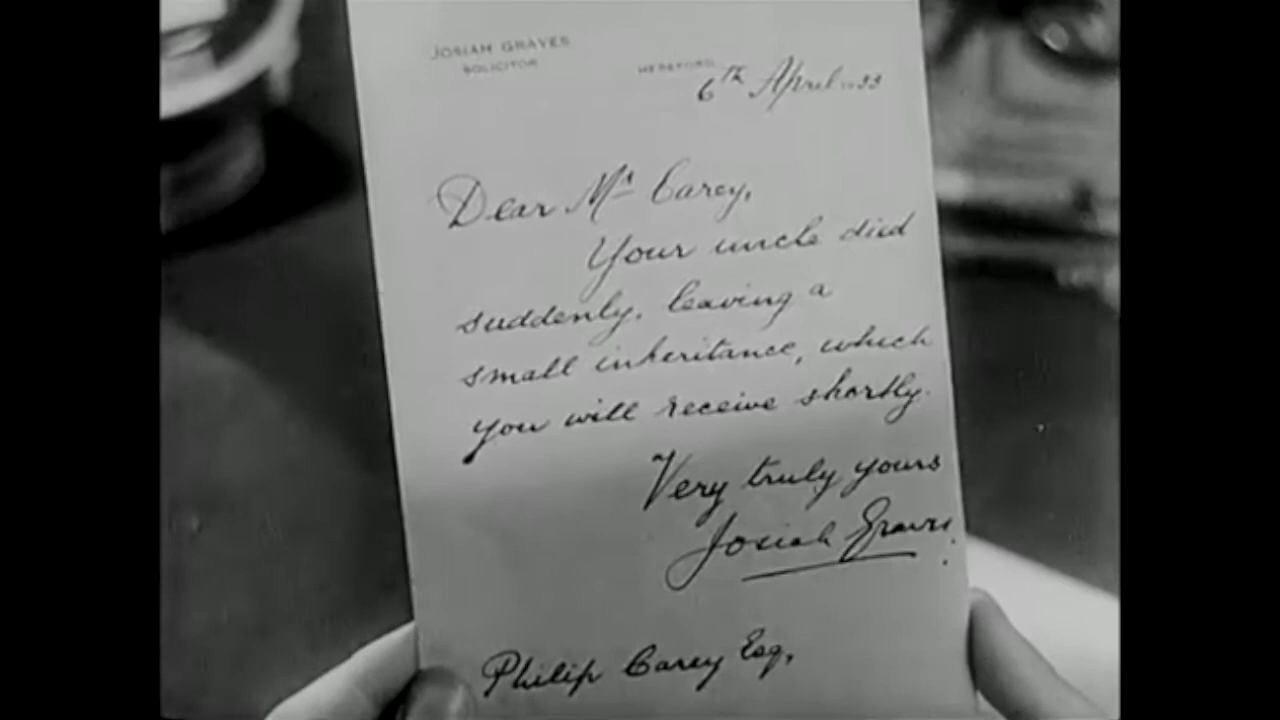 JOSIAH GRAVES
SOLICITOR
HEREFORD.
6th April 1933
Dear Mr Carey,
Your uncle died
suddenly, leaving a
small inheritance, which
you will receive shortly.
Very truly yours
Josiah Graves.
Philip Carey Esq,